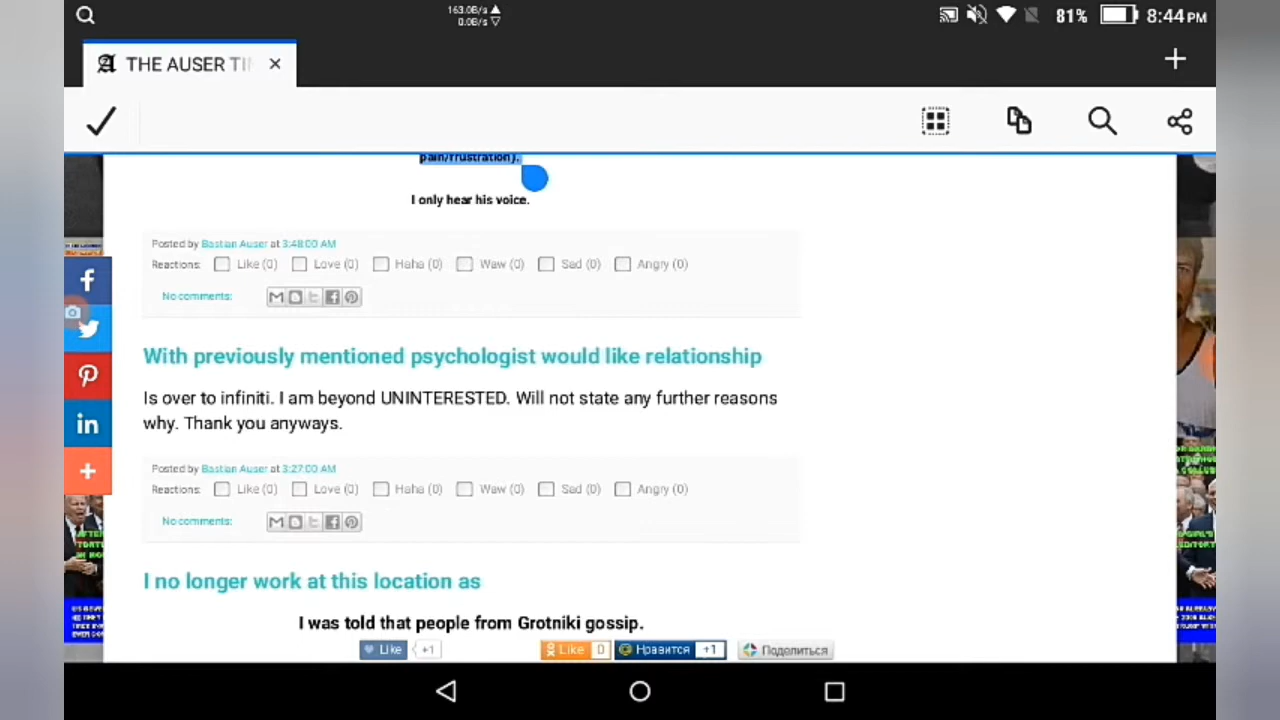 163.0B/s
0.0B/s
81%
8:44 PM
THE AUSER TI
pain/frustration).
I only hear his voice.
Posted by Bastian Auser at 3:48:00 AM
Reactions: Like (0) Love (0) Haha (0) Waw (0) Sad (0) Angry (0)
No comments:
With previously mentioned psychologist would like relationship
Is over to infiniti. I am beyond UNINTERESTED. Will not state any further reasons
why. Thank you anyways.
Posted by Bastian Auser at 3:27:00 AM
Reactions: Like (0) Love (0) Haha (0) Waw (0) Sad (0) Angry (0)
No comments:
I no longer work at this location as
I was told that people from Grotniki gossip.
Like +1 Like 0 Нравится +1 Поделиться